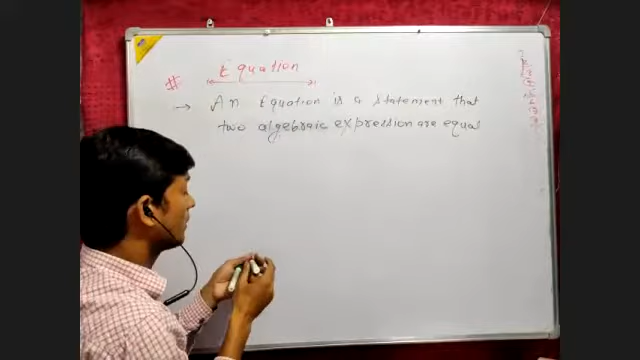 # Equation
→ An Equation is a statement that
two algebraic expression are equal